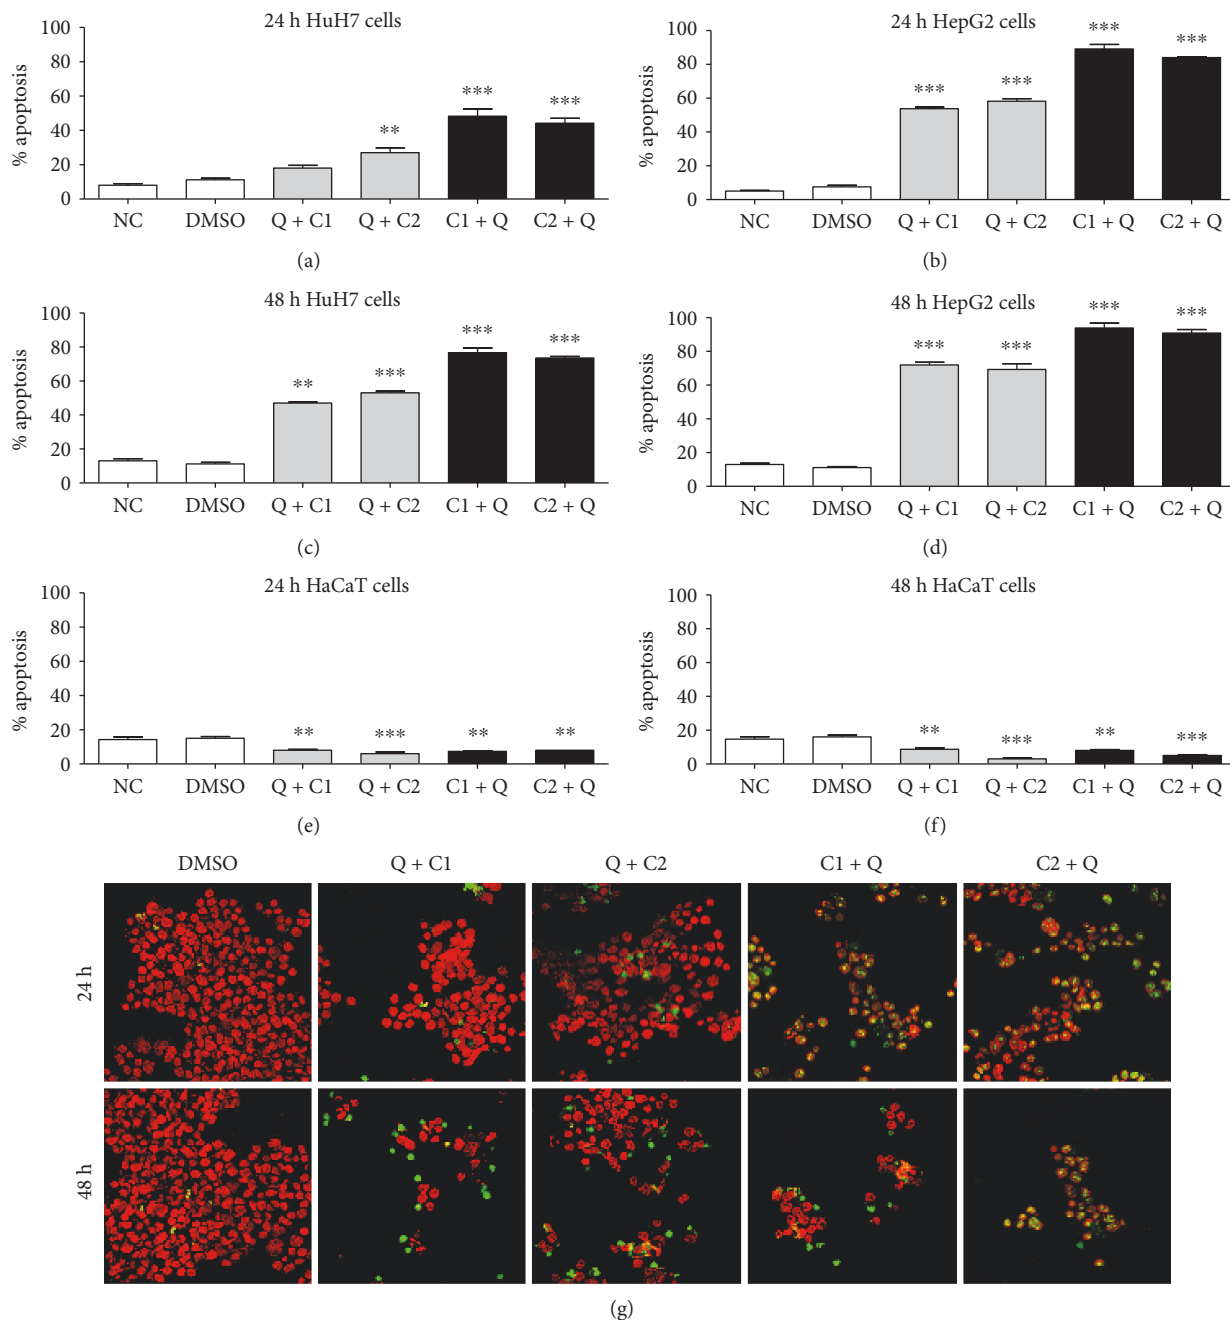 24 h HuH7 cells
% apoptosis
100
80
60
40
20
0
** *** ***
NC DMSO Q + C1 Q + C2 C1 + Q C2 + Q
(a)
24 h HepG2 cells
% apoptosis
100
80
60
40
20
0
*** *** *** ***
NC DMSO Q + C1 Q + C2 C1 + Q C2 + Q
(b)
48 h HuH7 cells
% apoptosis
100
80
60
40
20
0
** *** *** ***
NC DMSO Q + C1 Q + C2 C1 + Q C2 + Q
(c)
48 h HepG2 cells
% apoptosis
100
80
60
40
20
0
*** *** *** ***
NC DMSO Q + C1 Q + C2 C1 + Q C2 + Q
(d)
24 h HaCaT cells
% apoptosis
100
80
60
40
20
0
** *** ** **
NC DMSO Q + C1 Q + C2 C1 + Q C2 + Q
(e)
48 h HaCaT cells
% apoptosis
100
80
60
40
20
0
** *** ** ***
NC DMSO Q + C1 Q + C2 C1 + Q C2 + Q
(f)
DMSO Q + C1 Q + C2 C1 + Q C2 + Q
24 h
48 h
(g)